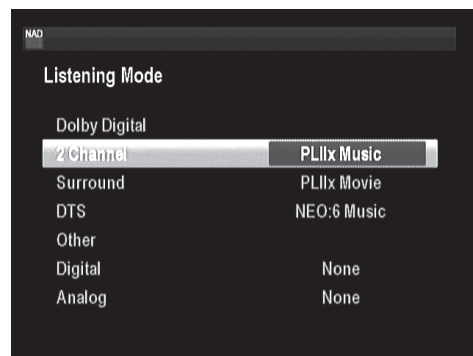 NAD
Listening Mode
Dolby Digital
2 Channel PLIIx Music
Surround PLIIx Movie
DTS NEO:6 Music
Other
Digital None
Analog None